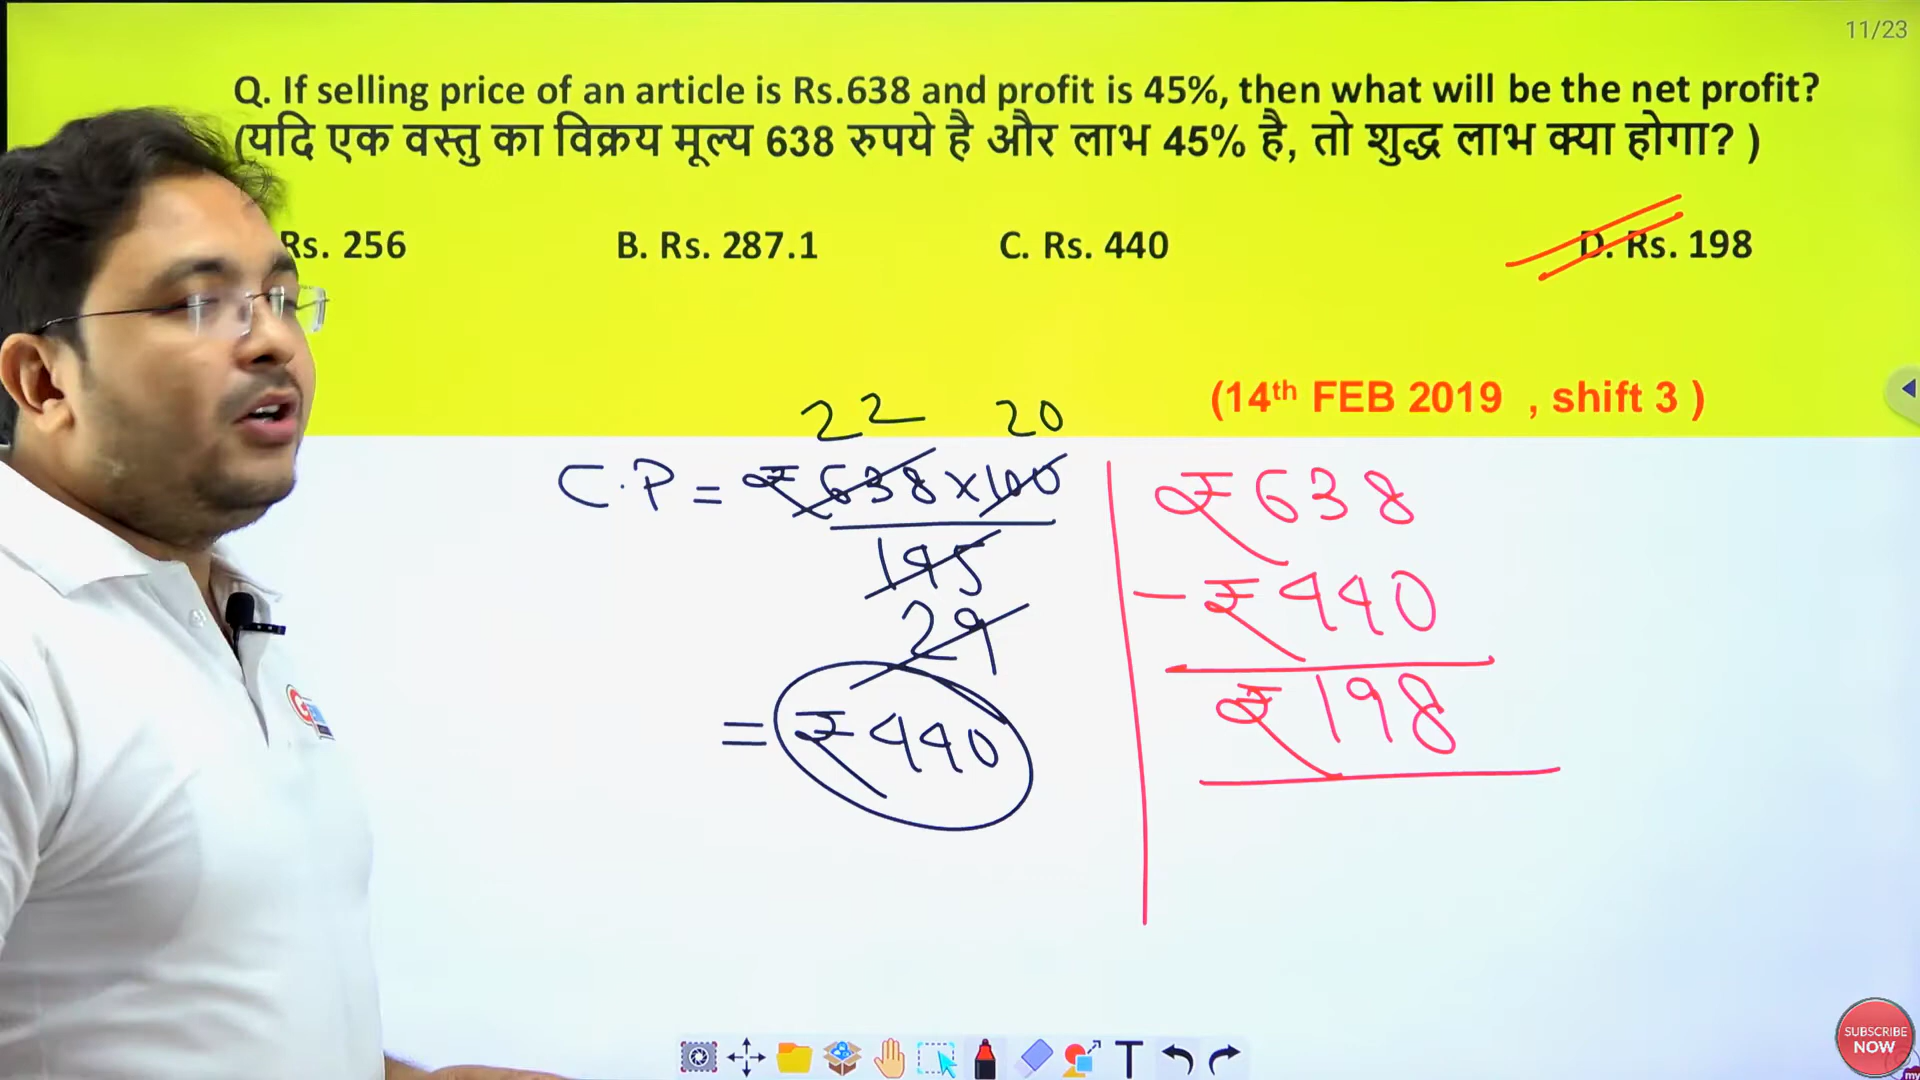 11/23
Q. If selling price of an article is Rs.638 and profit is 45%, then what will be the net profit?
(यदि एक वस्तु का विक्रय मूल्य 638 रुपये है और लाभ 45% है, तो शुद्ध लाभ क्या होगा? )
Rs. 256 B. Rs. 287.1 C. Rs. 440 D. Rs. 198
(14th FEB 2019 , shift 3 )
22 20
C.P = ₹638×100
145
29
= ₹440
₹638
- ₹440
₹198
T
SUBSCRIBE
NOW